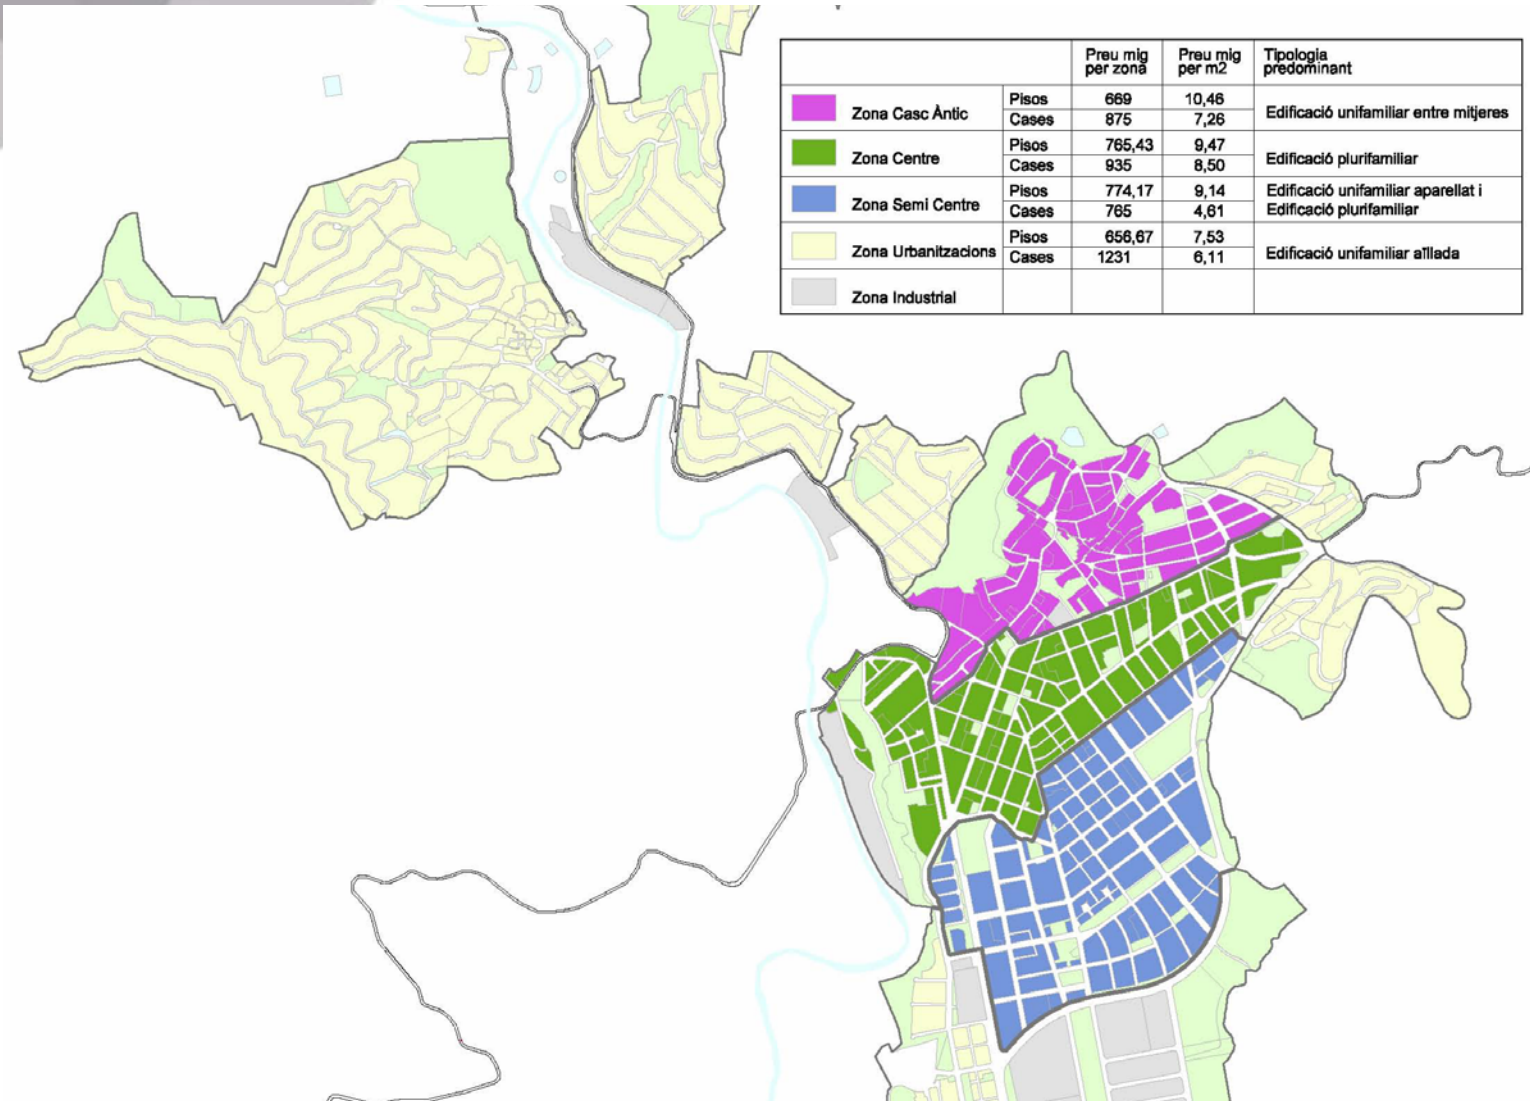 Preu mig per zona Preu mig per m2 Tipologia predominant
Zona Casc Àntic Pisos 669 10,46 Edificació unifamiliar entre mitjeres
Cases 875 7,26
Zona Centre Pisos 765,43 9,47 Edificació plurifamiliar
Cases 935 8,50
Zona Semi Centre Pisos 774,17 9,14 Edificació unifamiliar aparellat i
Cases 765 4,61 Edificació plurifamiliar
Zona Urbanitzacions Pisos 656,67 7,53 Edificació unifamiliar aïllada
Cases 1231 6,11
Zona Industrial